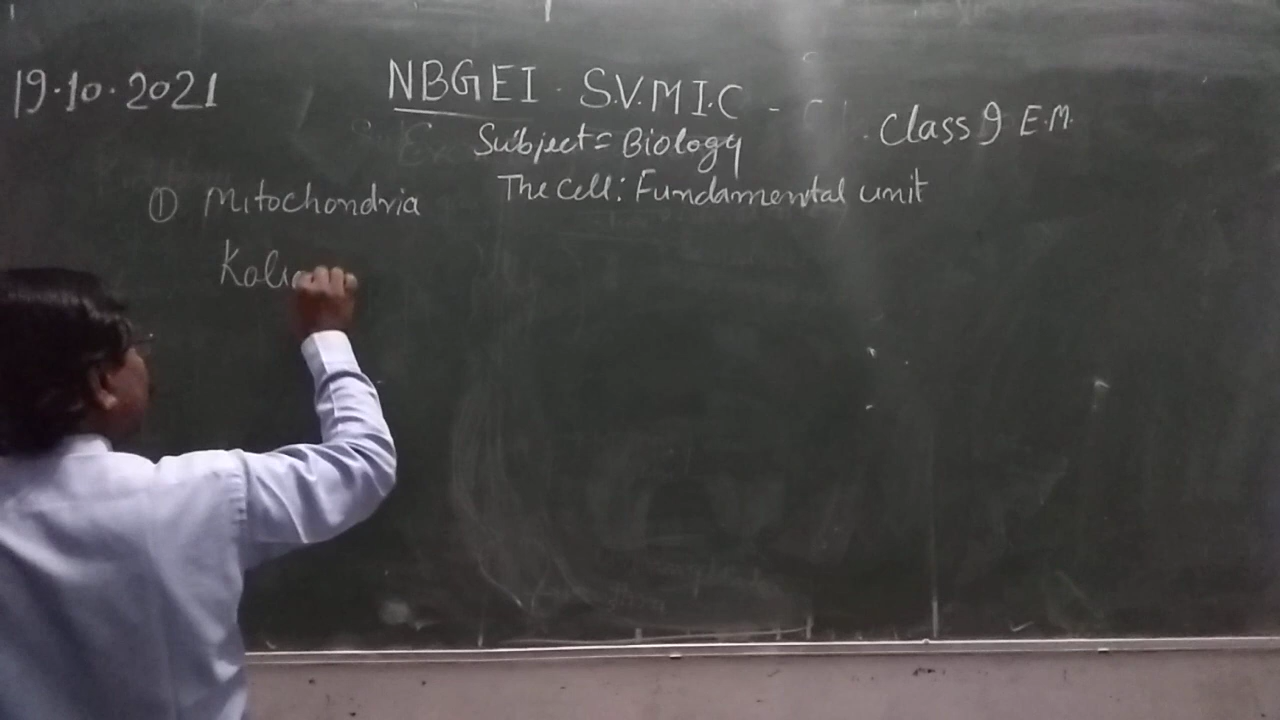 19.10.2021
NBGEI. S.V.M.I.C -
Class 9 E.M.
Subject = Biology
The Cell: Fundamental unit
① Mitochondria